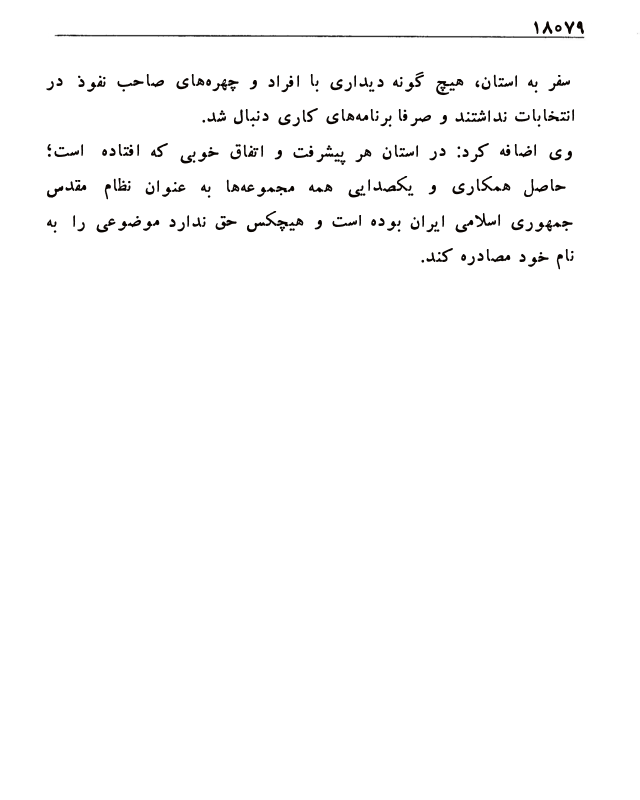 ۱۸۰۷۹
سفر به استان، هیچ گونه دیداری با افراد و چهره‌های صاحب نفوذ در
انتخابات نداشتند و صرفا برنامه‌های کاری دنبال شد.
وی اضافه کرد: در استان هر پیشرفت و اتفاق خوبی که افتاده است؛
حاصل همکاری و یکصدایی همه مجموعه‌ها به عنوان نظام مقدس
جمهوری اسلامی ایران بوده است و هیچکس حق ندارد موضوعی را به
نام خود مصادره کند.